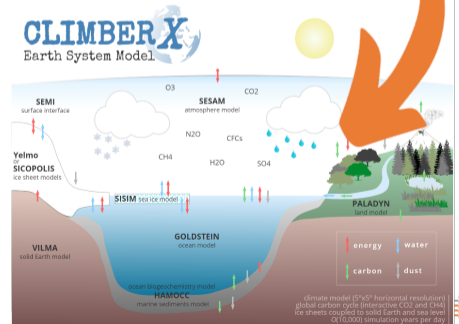 CLIMBER X
Earth System Model
O3
CO2
SEMI
surface interface
SESAM
atmosphere model
N2O
CFCs
Yelmo
or
SICOPOLIS
ice sheet models
CH4
H2O
SO4
SISIM sea ice model
PALADYN
land model
GOLDSTEIN
ocean model
VILMA
solid Earth model
energy
water
carbon
dust
ocean biogeochemistry model
HAMOCC
marine sediments model
climate model (5°x5° horizontal resolution)
global carbon cycle (interactive CO2 and CH4)
ice sheets coupled to solid Earth and sea level
O(10,000) simulation years per day